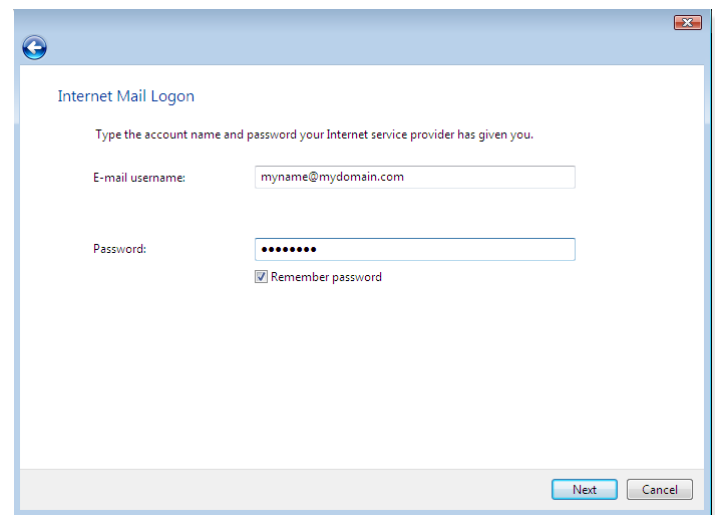 Internet Mail Logon
Type the account name and password your Internet service provider has given you.
E-mail username: myname@mydomain.com
Password: ••••••••
Remember password
Next Cancel